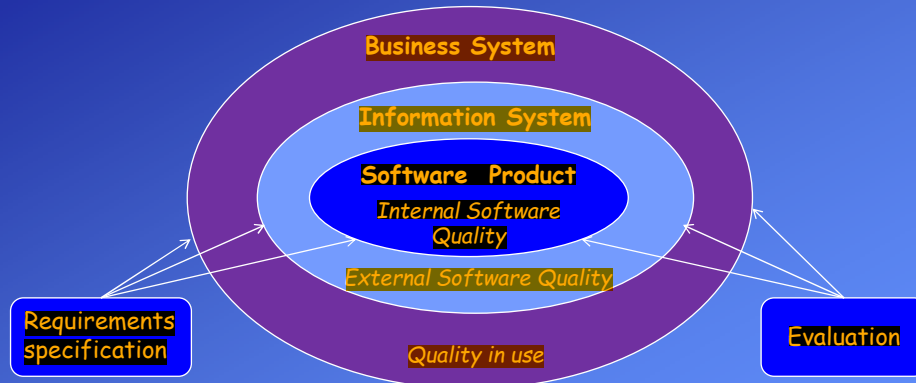 Business System
Information System
Software Product
Internal Software
Quality
External Software Quality
Requirements
specification
Evaluation
Quality in use